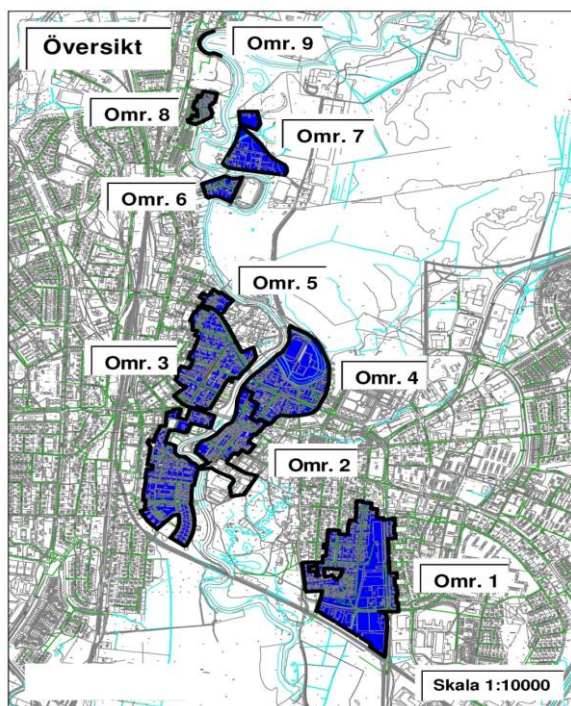 Översikt
Omr. 9
Omr. 8
Omr. 7
Omr. 6
Omr. 5
Omr. 3
Omr. 4
Omr. 2
Omr. 1
Skala 1:10000